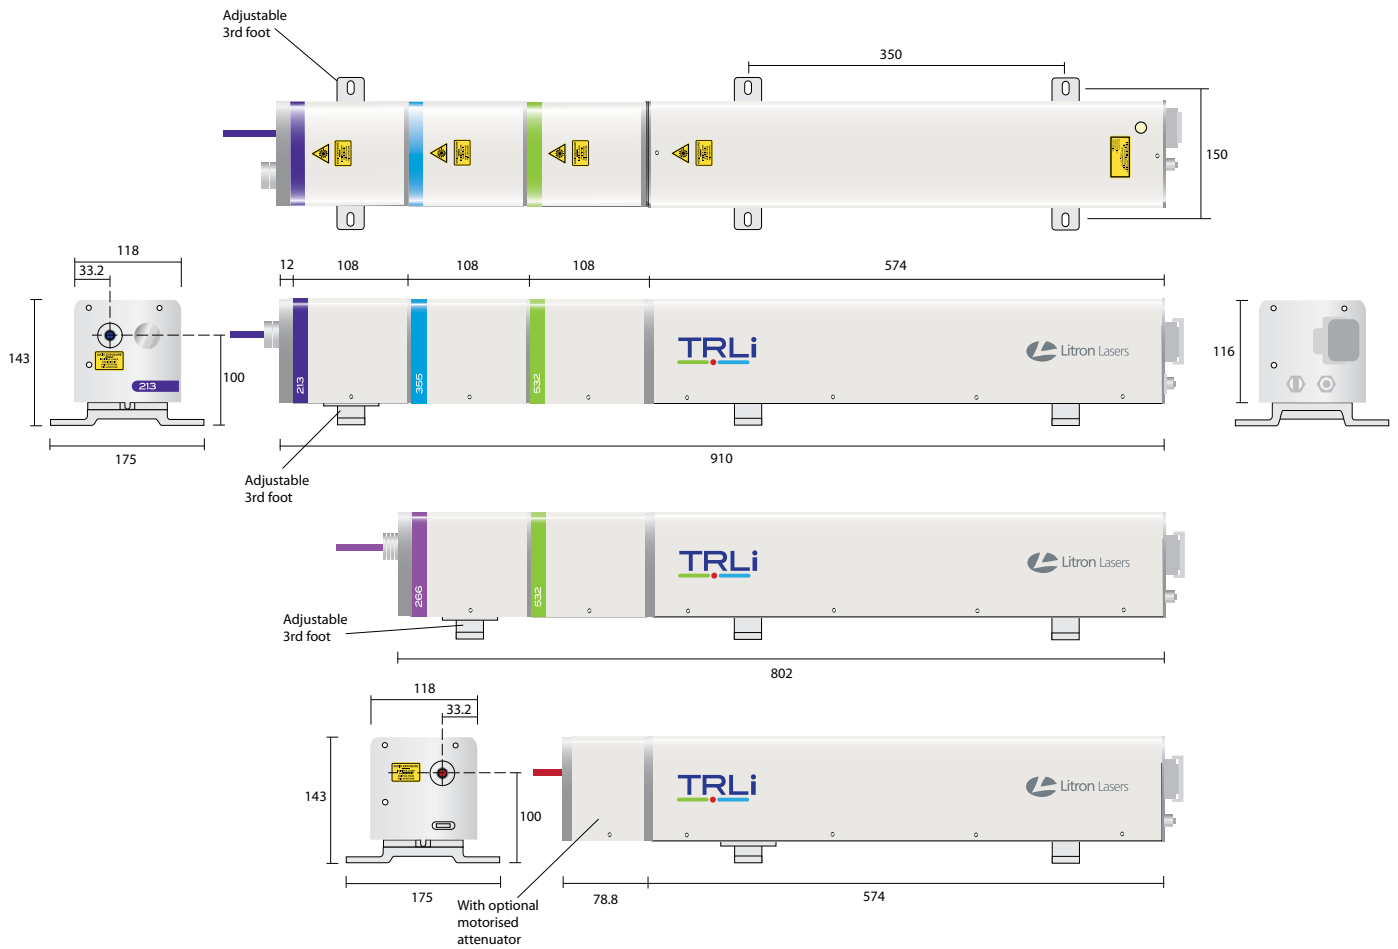 Adjustable
3rd foot
350
150
118
33.2
143
100
213
175
12
108
108
108
574
213
355
532
TRLi
Litron Lasers
116
Adjustable
3rd foot
910
266
532
TRLi
Litron Lasers
Adjustable
3rd foot
802
118
33.2
143
100
175
TRLi
Litron Lasers
With optional
motorised
attenuator
78.8
574